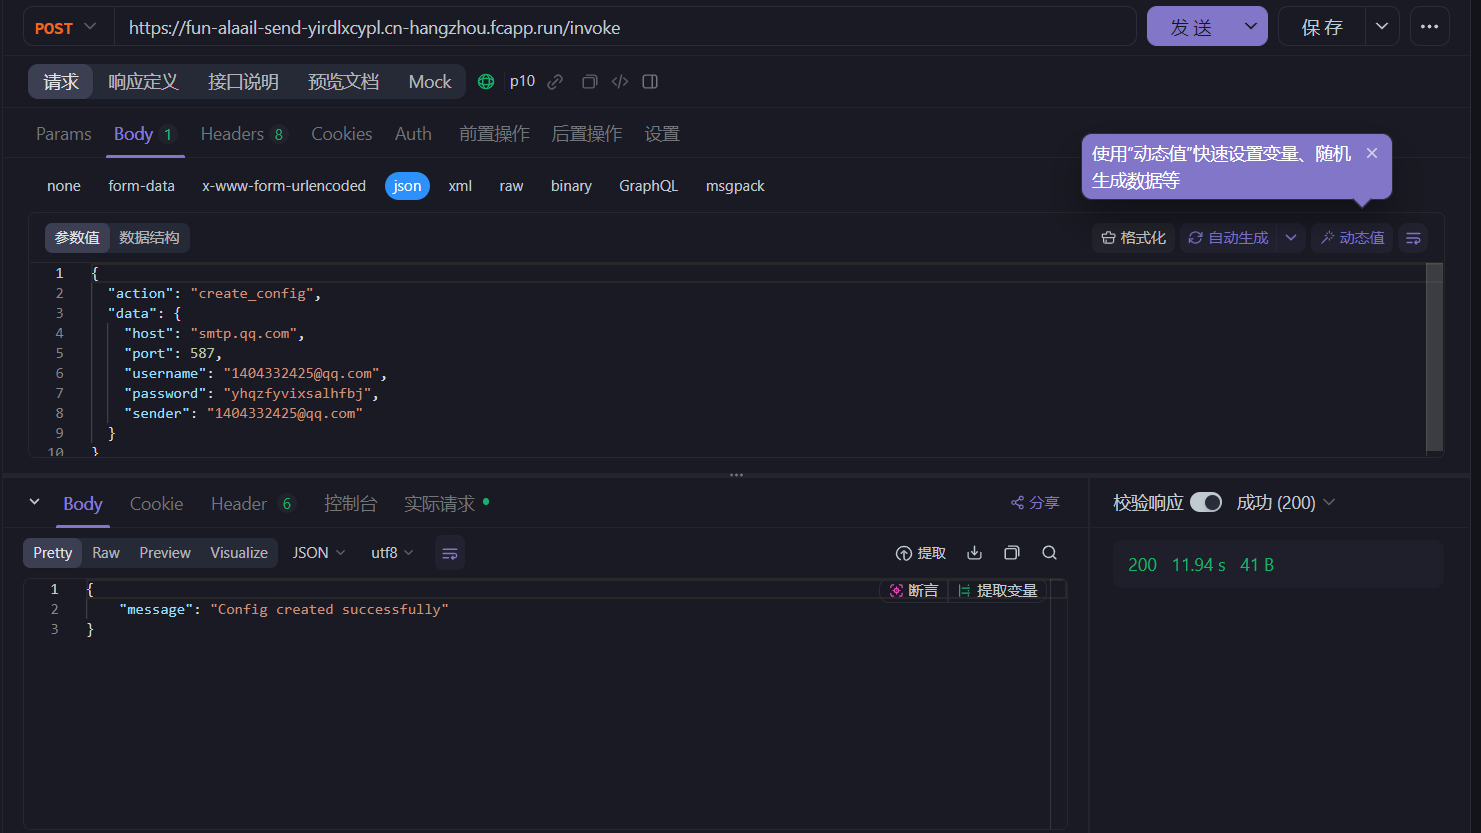 POST
https://fun-alaail-send-yirdlxcypl.cn-hangzhou.fcapp.run/invoke
发 送
保 存
请求 响应定义 接口说明 预览文档 Mock p10
Params Body 1 Headers 8 Cookies Auth 前置操作 后置操作 设置
使用“动态值”快速设置变量、随机
生成数据等
none form-data x-www-form-urlencoded json xml raw binary GraphQL msgpack
参数值 数据结构 格式化 自动生成 动态值
1 {
2 "action": "create_config",
3 "data": {
4 "host": "smtp.qq.com",
5 "port": 587,
6 "username": "1404332425@qq.com",
7 "password": "yhqzfyvixsalhfbj",
8 "sender": "1404332425@qq.com"
9 }
10 }
Body Cookie Header 6 控制台 实际请求 分享
校验响应 成功 (200)
Pretty Raw Preview Visualize JSON utf8 提取
200 11.94 s 41 B
断言 提取变量
1 {
2 "message": "Config created successfully"
3 }